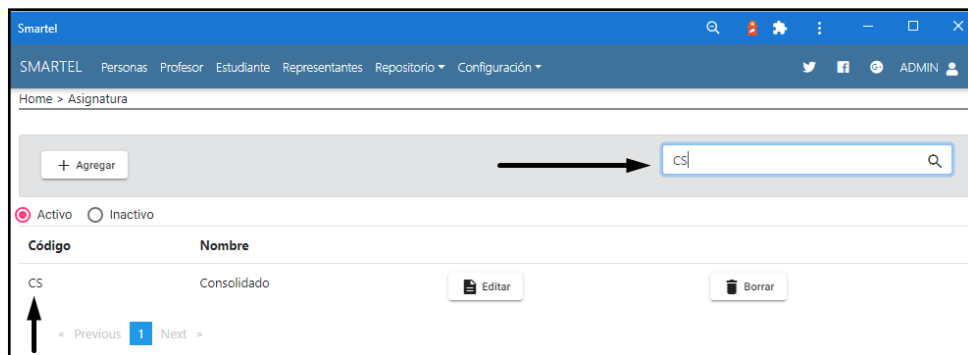 Smartel
SMARTEL Personas Profesor Estudiante Representantes Repositorio Configuración ADMIN
Home > Asignatura
+ Agregar
CS
Activo Inactivo
Código Nombre
CS Consolidado Editar Borrar
« Previous 1 Next »